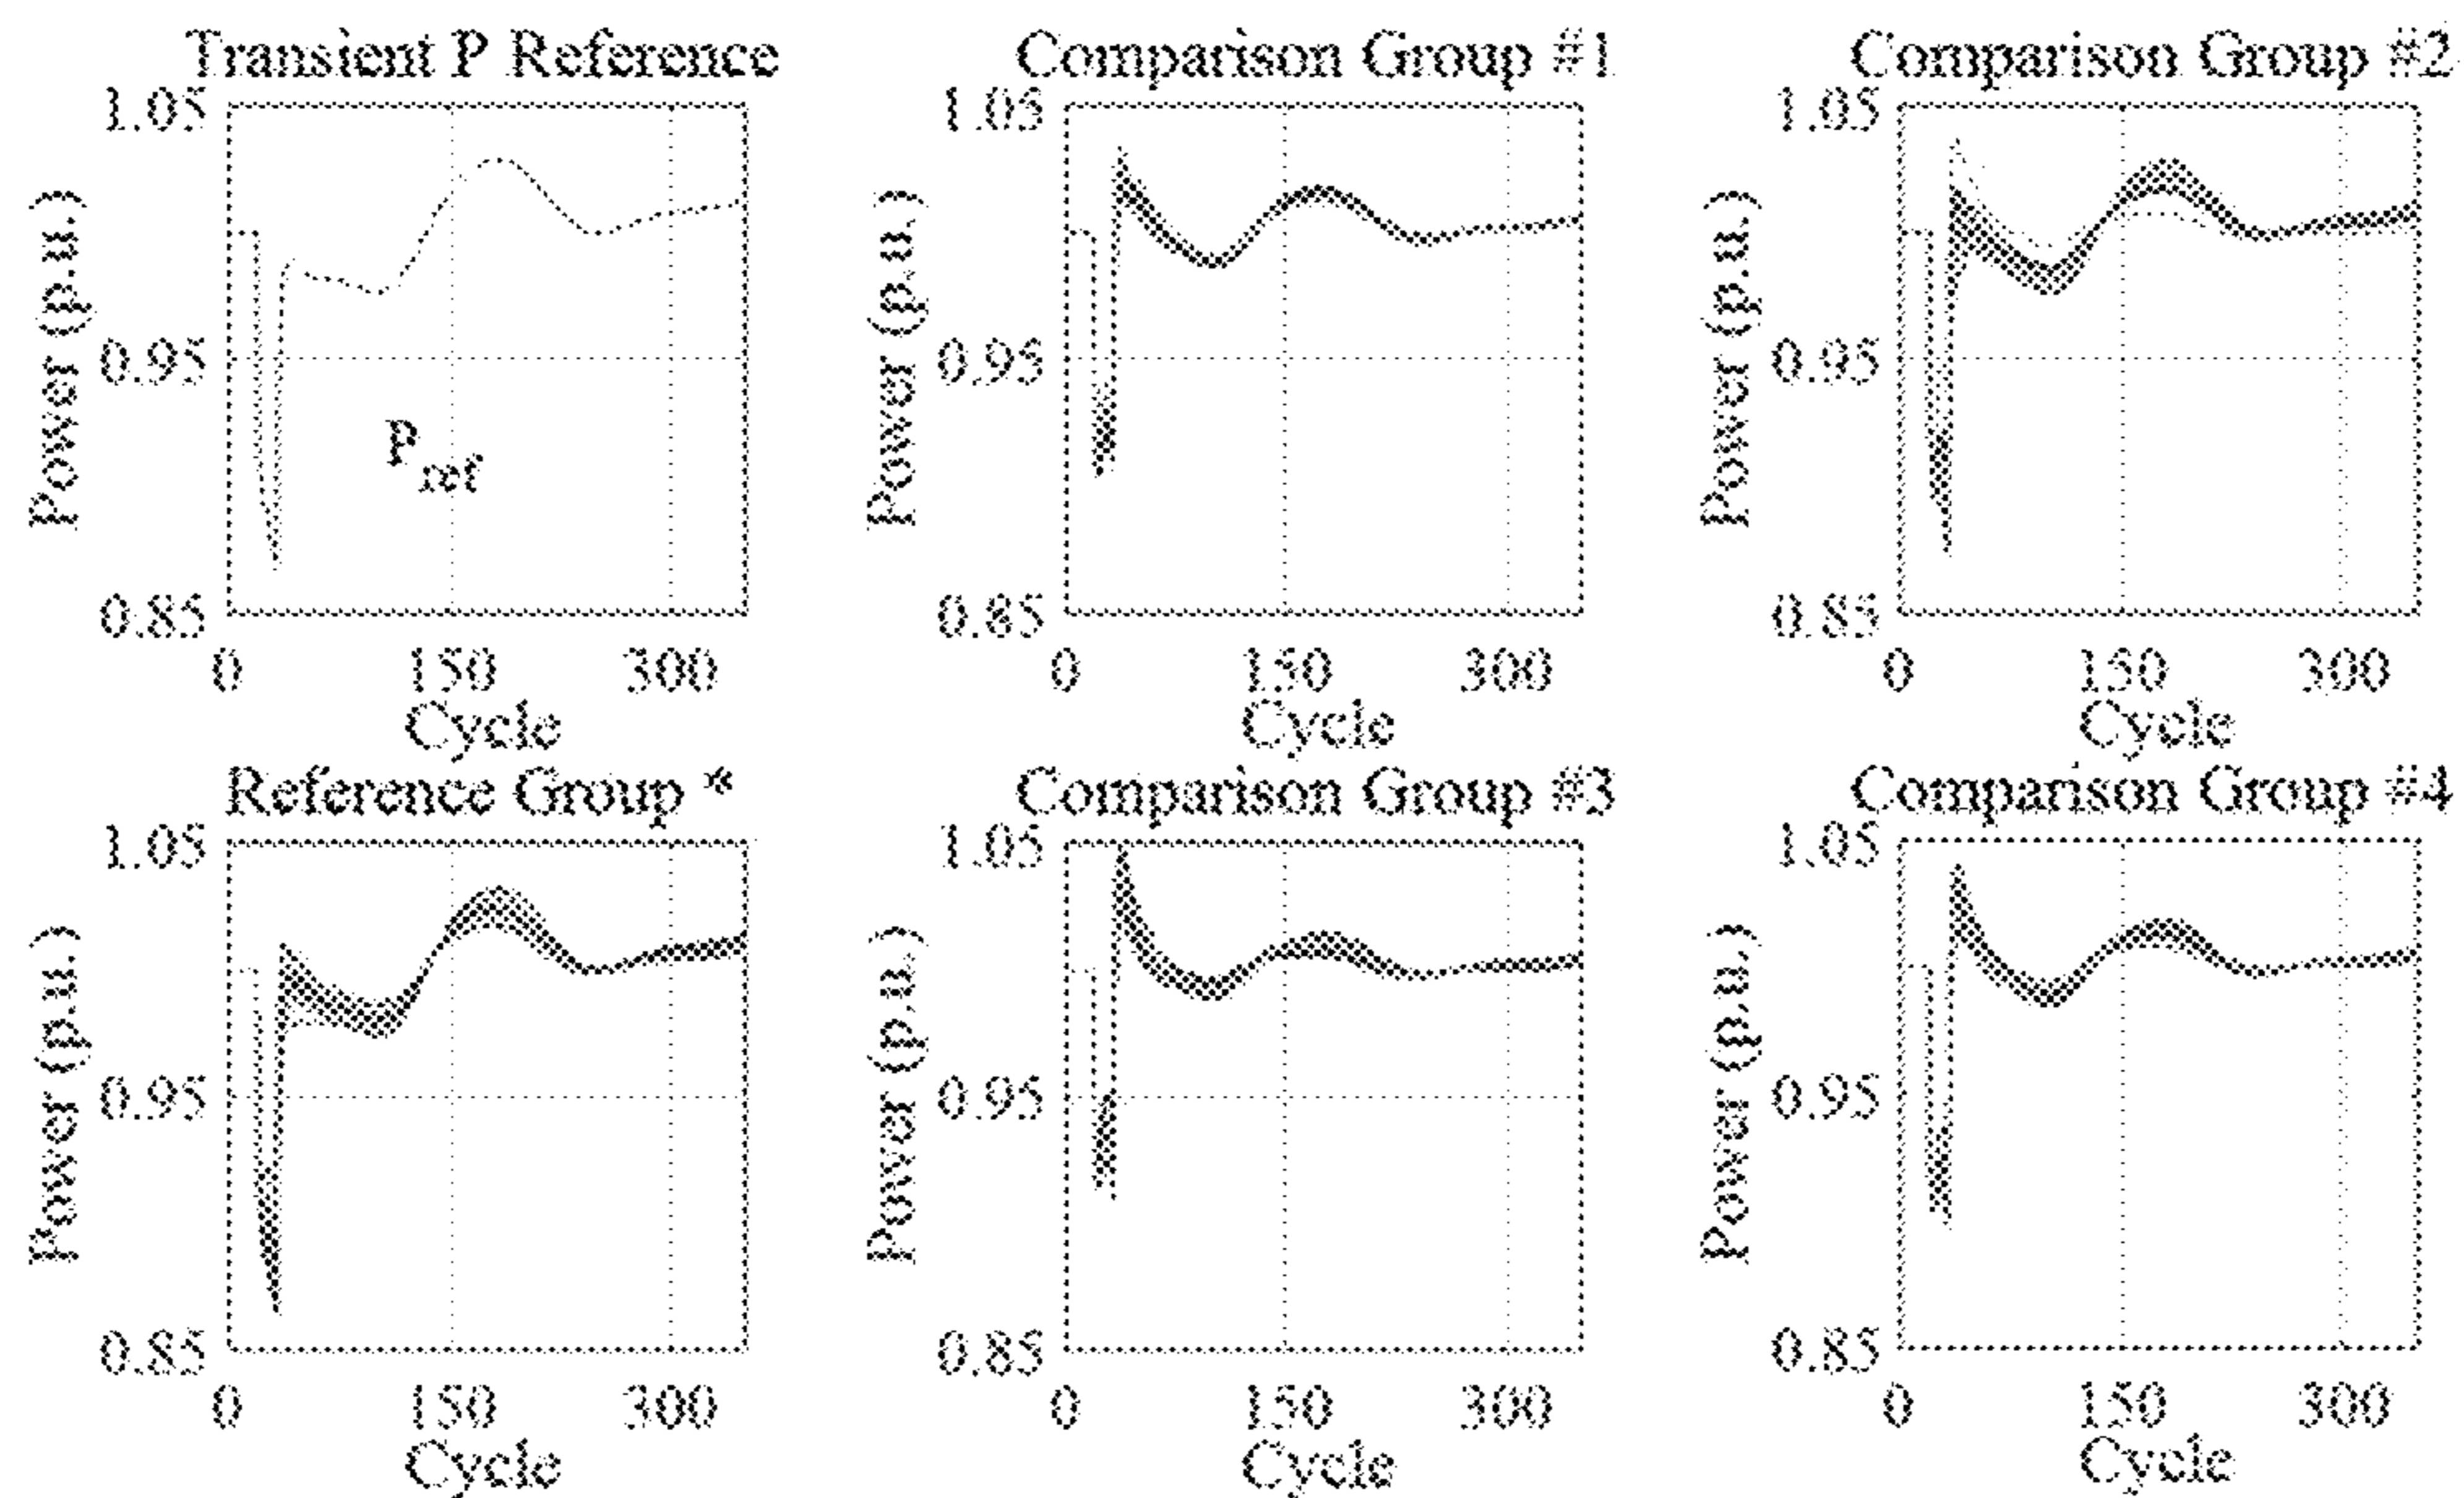 Transient P Reference
Comparison Group #1
Comparison Group #2
1.05
0.95
0.85
Power (p.u.)
P ref
0
150
300
Cycle
1.05
0.95
0.85
Power (p.u.)
0
150
300
Cycle
1.05
0.95
0.85
Power (p.u.)
0
150
300
Cycle
Reference Group *
Comparison Group #3
Comparison Group #4
1.05
0.95
0.85
Power (p.u.)
0
150
300
Cycle
1.05
0.95
0.85
Power (p.u.)
0
150
300
Cycle
1.05
0.95
0.85
Power (p.u.)
0
150
300
Cycle